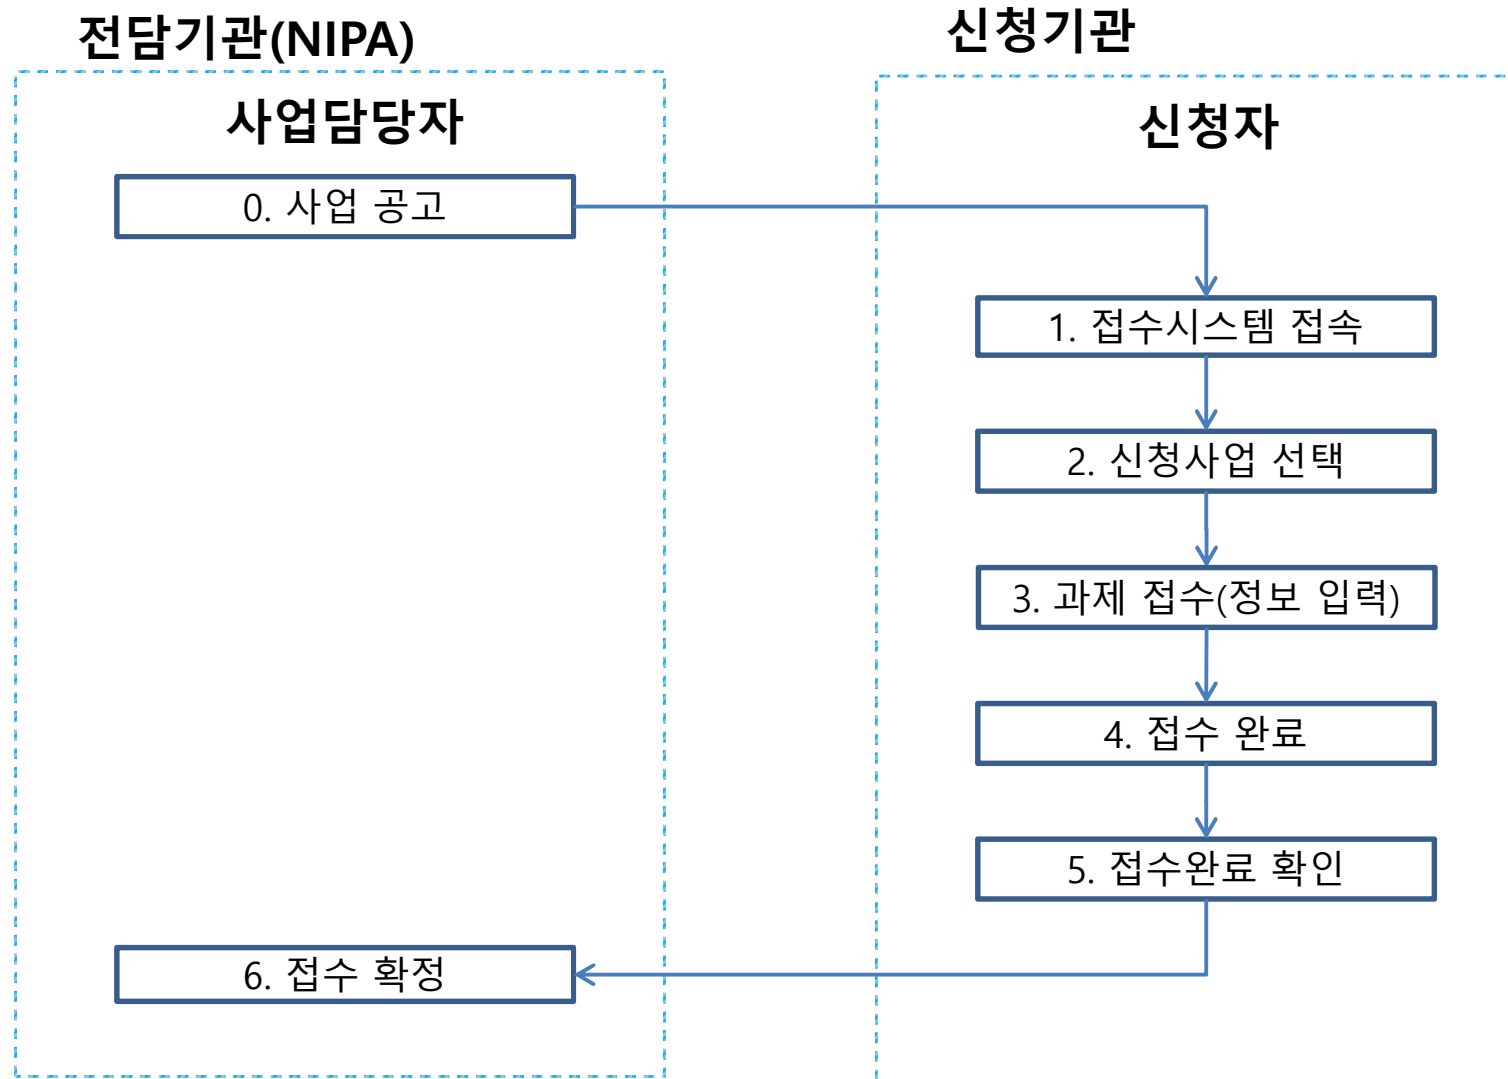 전담기관(NIPA)
신청기관
사업담당자
신청자
0. 사업 공고
1. 접수시스템 접속
2. 신청사업 선택
3. 과제 접수(정보 입력)
4. 접수 완료
5. 접수완료 확인
6. 접수 확정